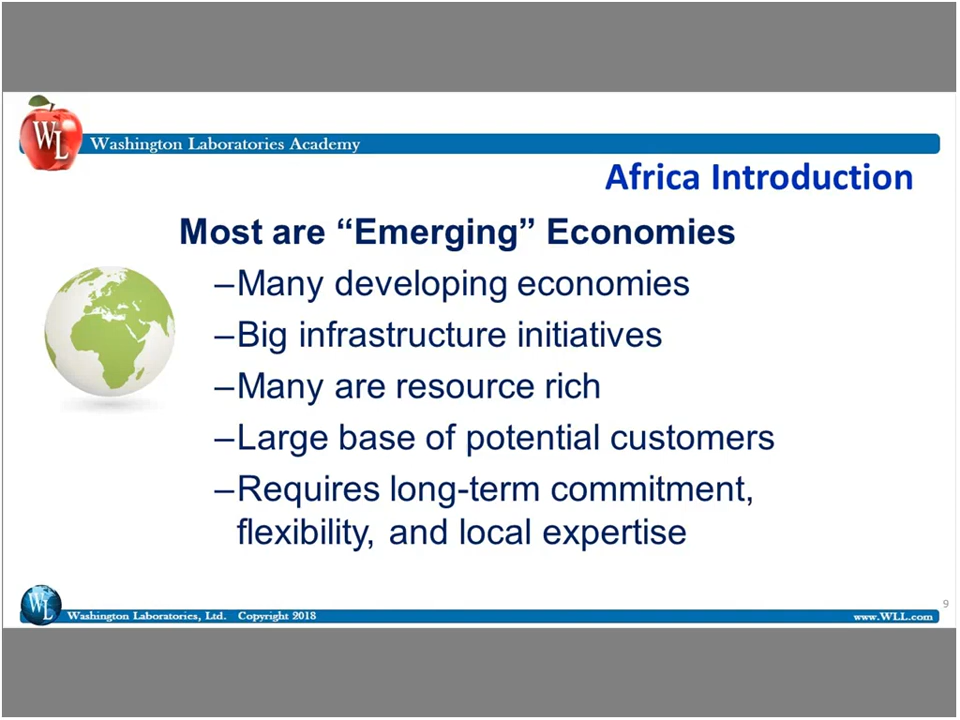 WL
Washington Laboratories Academy
Africa Introduction
Most are “Emerging” Economies
–Many developing economies
–Big infrastructure initiatives
–Many are resource rich
–Large base of potential customers
–Requires long-term commitment,
flexibility, and local expertise
9
WL
Washington Laboratories, Ltd. Copyright 2018
www.WLL.com